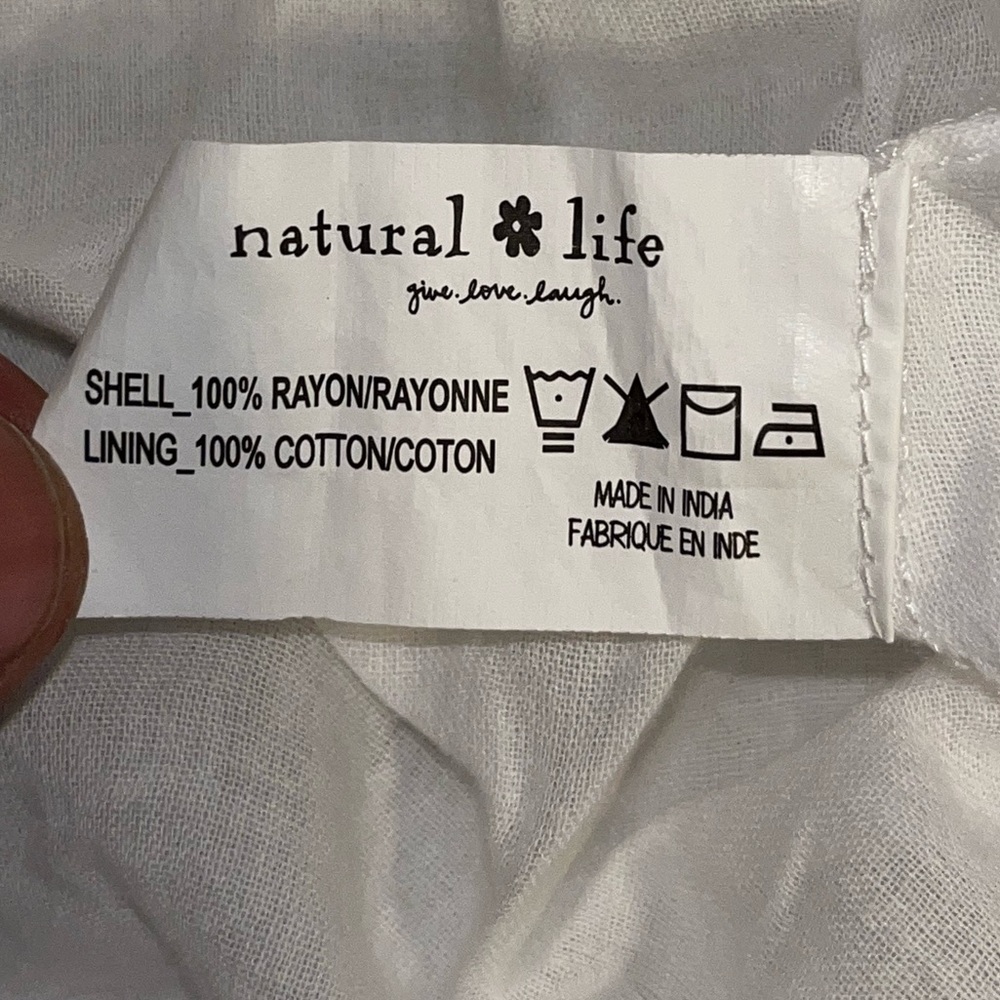 natural life
give.love.laugh.
SHELL_100% RAYON/RAYONNE
LINING_100% COTTON/COTON
MADE IN INDIA
FABRIQUE EN INDE